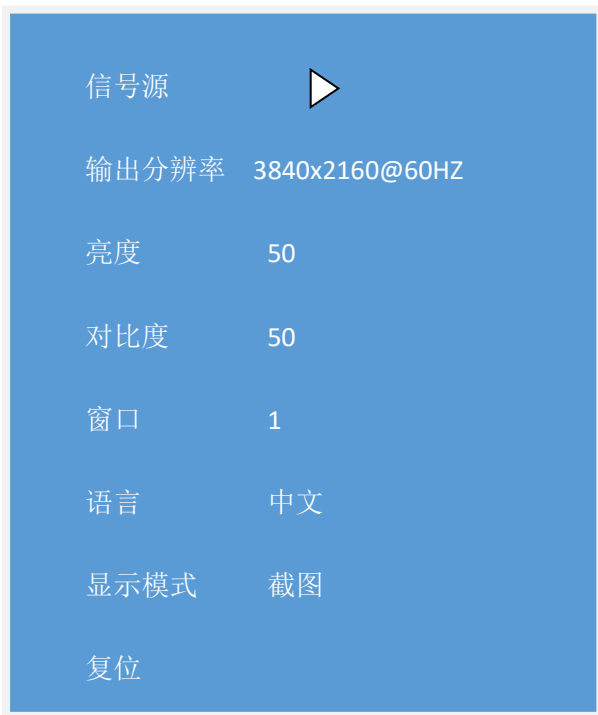 信号源
输出分辨率 3840x2160@60HZ
亮度 50
对比度 50
窗口 1
语言 中文
显示模式 截图
复位